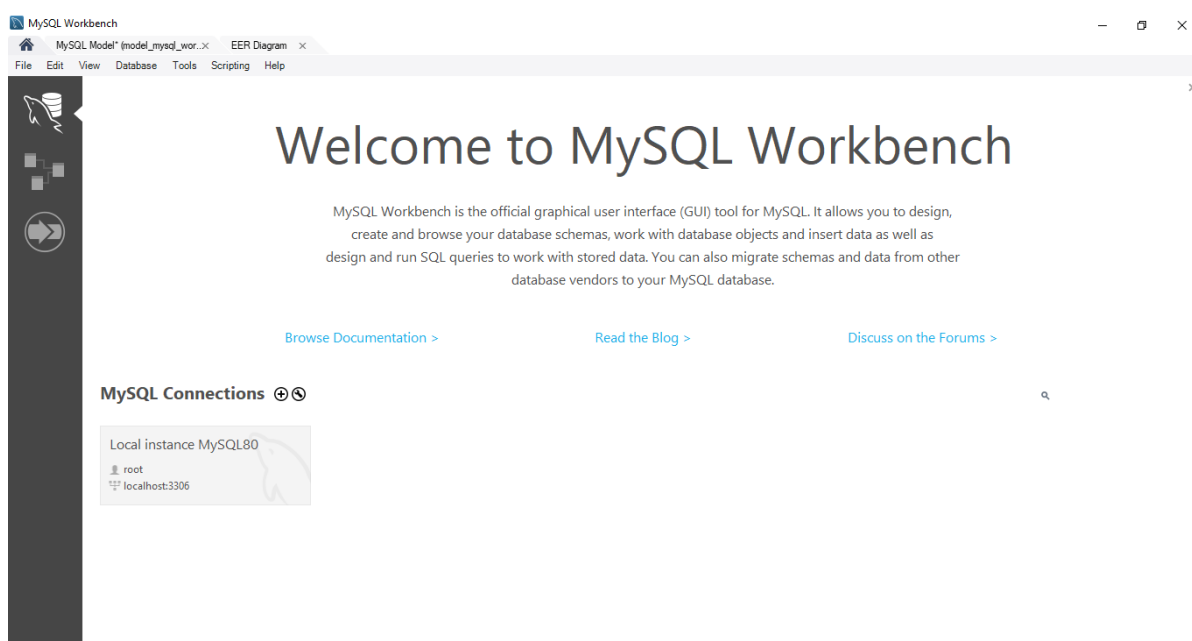 MySQL Workbench
MySQL Model* (model_mysql_wor.. EER Diagram
File Edit View Database Tools Scripting Help
Welcome to MySQL Workbench
MySQL Workbench is the official graphical user interface (GUI) tool for MySQL. It allows you to design,
create and browse your database schemas, work with database objects and insert data as well as
design and run SQL queries to work with stored data. You can also migrate schemas and data from other
database vendors to your MySQL database.
Browse Documentation > Read the Blog > Discuss on the Forums >
MySQL Connections
Local instance MySQL80
root
localhost:3306